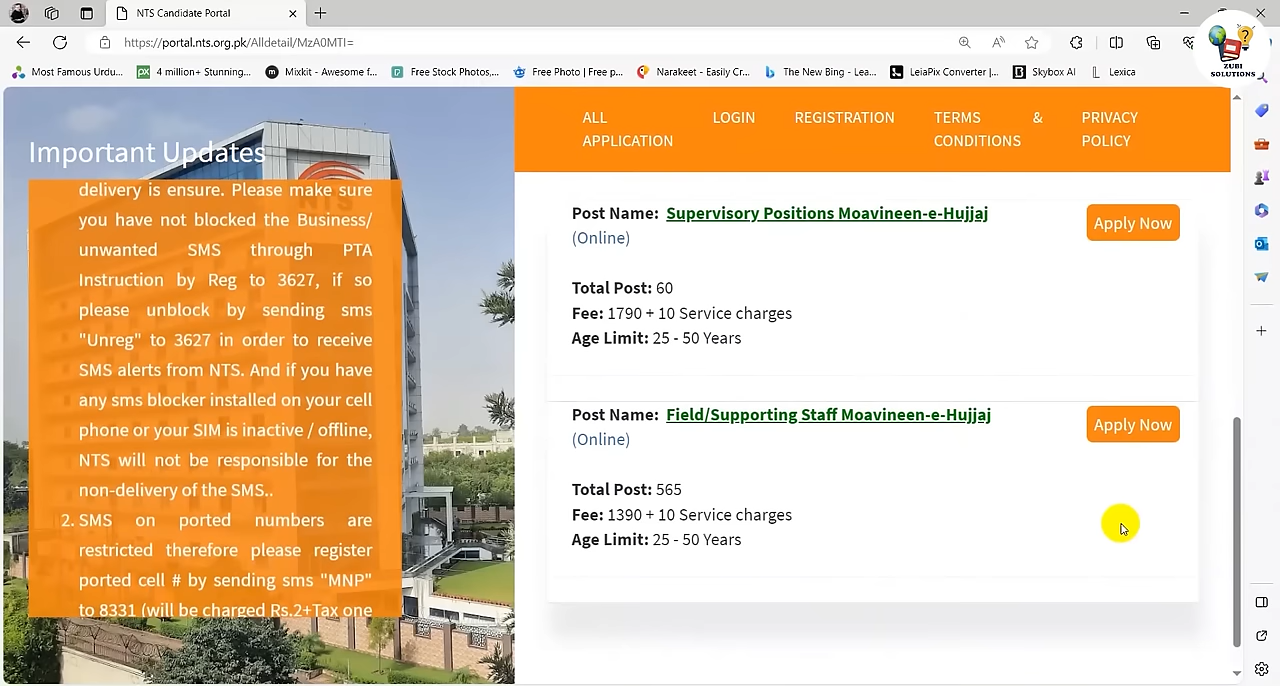 NTS Candidate Portal
https://portal.nts.org.pk/Alldetail/MzA0MTI=
Most Famous Urdu...
4 million+ Stunning...
Mixkit - Awesome f...
Free Stock Photos,...
Free Photo | Free p...
Narakeet - Easily Cr...
The New Bing - Lea...
LeiaPix Converter |...
Skybox AI
Lexica
ZUBI
SOLUTIONS
Important Updates
delivery is ensure. Please make sure
you have not blocked the Business/
unwanted SMS through PTA
Instruction by Reg to 3627, if so
please unblock by sending sms
"Unreg" to 3627 in order to receive
SMS alerts from NTS. And if you have
any sms blocker installed on your cell
phone or your SIM is inactive / offline,
NTS will not be responsible for the
non-delivery of the SMS..
2. SMS on ported numbers are
restricted therefore please register
ported cell # by sending sms "MNP"
to 8331 (will be charged Rs.2+Tax one
NTS
ALL APPLICATION
LOGIN
REGISTRATION
TERMS & CONDITIONS
PRIVACY POLICY
Post Name: Supervisory Positions Moavineen-e-Hujjaj
(Online)
Apply Now
Total Post: 60
Fee: 1790 + 10 Service charges
Age Limit: 25 - 50 Years
Post Name: Field/Supporting Staff Moavineen-e-Hujjaj
(Online)
Apply Now
Total Post: 565
Fee: 1390 + 10 Service charges
Age Limit: 25 - 50 Years